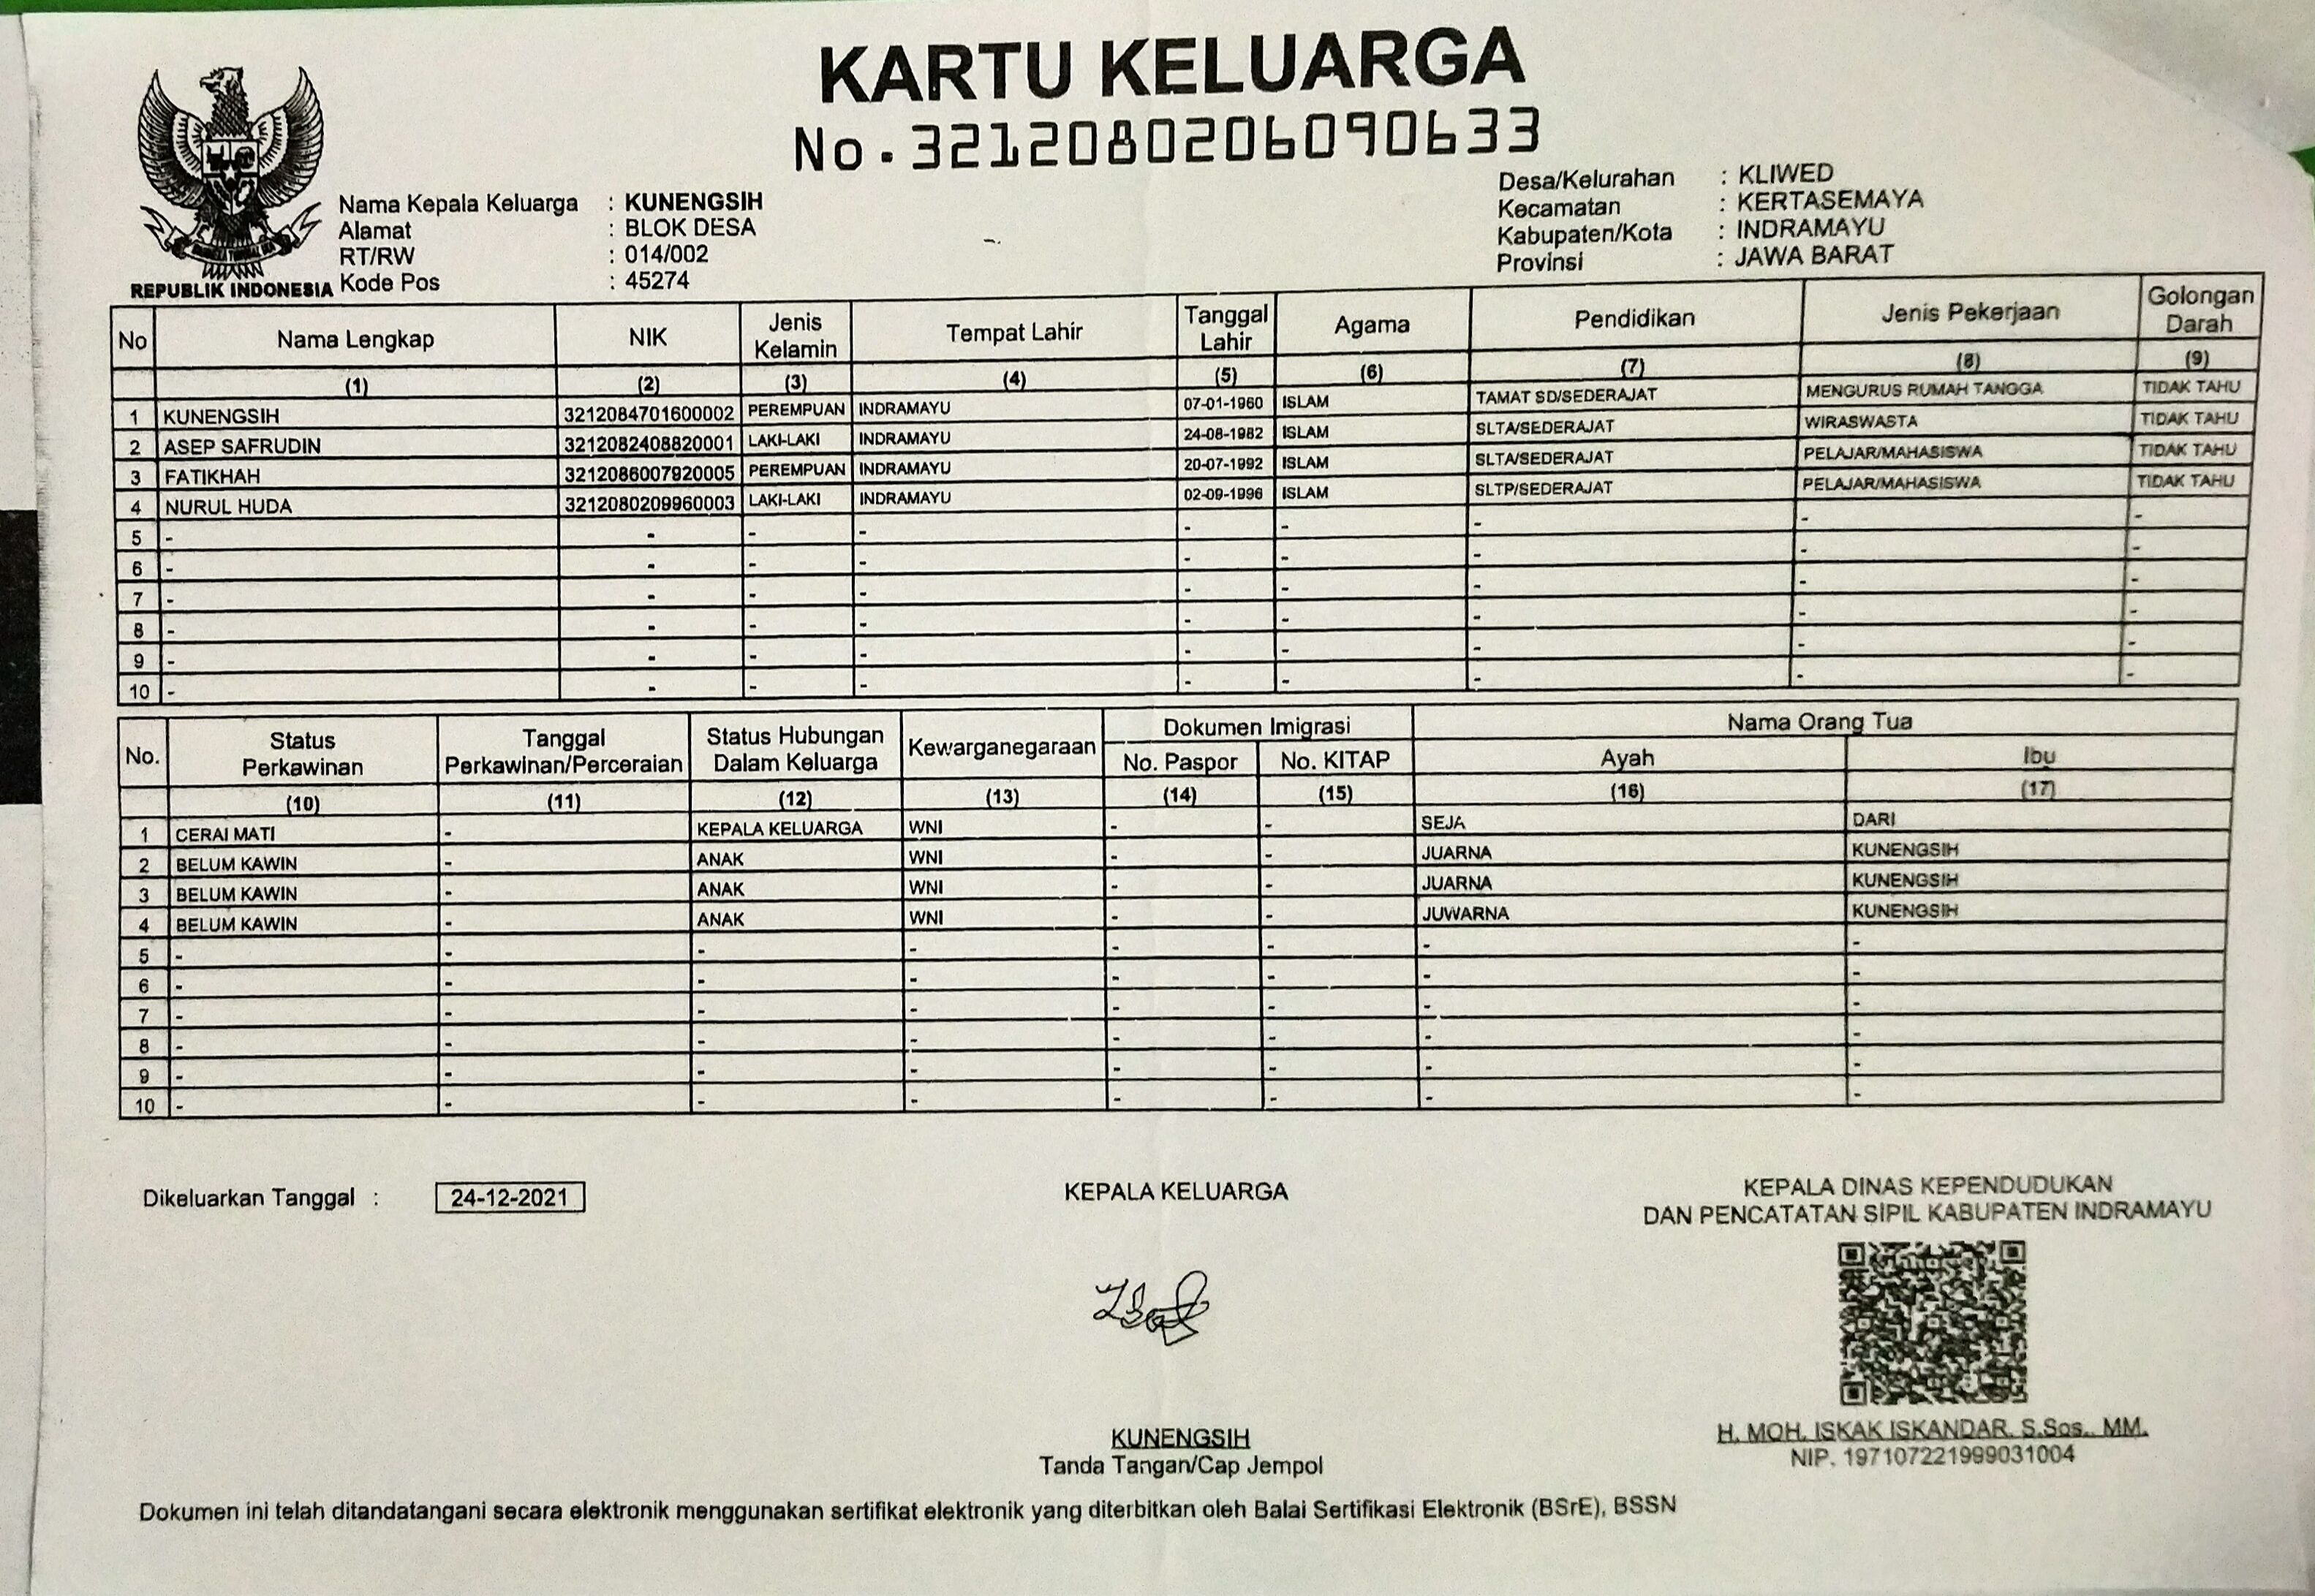 KARTU KELUARGA
No.3212080206090633
REPUBLIK INDONESIA
Nama Kepala Keluarga : KUNENGSIH
Alamat : BLOK DESA
RT/RW : 014/002
Kode Pos : 45274
Desa/Kelurahan : KLIWED
Kecamatan : KERTASEMAYA
Kabupaten/Kota : INDRAMAYU
Provinsi : JAWA BARAT
No Nama Lengkap NIK Jenis Kelamin Tempat Lahir Tanggal Lahir Agama Pendidikan Jenis Pekerjaan Golongan Darah
(1) (2) (3) (4) (5) (6) (7) (8) (9)
1 KUNENGSIH 3212084701600002 PEREMPUAN INDRAMAYU 07-01-1960 ISLAM TAMAT SD/SEDERAJAT MENGURUS RUMAH TANGGA TIDAK TAHU
2 ASEP SAFRUDIN 3212082408820001 LAKI-LAKI INDRAMAYU 24-08-1982 ISLAM SLTA/SEDERAJAT WIRASWASTA TIDAK TAHU
3 FATIKHAH 3212086007920005 PEREMPUAN INDRAMAYU 20-07-1992 ISLAM SLTA/SEDERAJAT PELAJAR/MAHASISWA TIDAK TAHU
4 NURUL HUDA 3212080209960003 LAKI-LAKI INDRAMAYU 02-09-1996 ISLAM SLTP/SEDERAJAT PELAJAR/MAHASISWA TIDAK TAHU
5 - - - - - - - - -
6 - - - - - - - - -
7 - - - - - - - - -
8 - - - - - - - - -
9 - - - - - - - - -
10 - - - - - - - - -
No. Status Perkawinan Tanggal Perkawinan/Perceraian Status Hubungan Dalam Keluarga Kewarganegaraan Dokumen Imigrasi Nama Orang Tua
No. Paspor No. KITAP Ayah Ibu
(10) (11) (12) (13) (14) (15) (16) (17)
1 CERAI MATI - KEPALA KELUARGA WNI - - SEJA DARI
2 BELUM KAWIN - ANAK WNI - - JUARNA KUNENGSIH
3 BELUM KAWIN - ANAK WNI - - JUARNA KUNENGSIH
4 BELUM KAWIN - ANAK WNI - - JUWARNA KUNENGSIH
5 - - - - - - - -
6 - - - - - - - -
7 - - - - - - - -
8 - - - - - - - -
9 - - - - - - - -
10 - - - - - - - -
Dikeluarkan Tanggal : 24-12-2021
KEPALA KELUARGA
KUNENGSIH
Tanda Tangan/Cap Jempol
KEPALA DINAS KEPENDUDUKAN
DAN PENCATATAN SIPIL KABUPATEN INDRAMAYU
H. MOH. ISKAK ISKANDAR, S.Sos., MM.
NIP. 197107221999031004
Dokumen ini telah ditandatangani secara elektronik menggunakan sertifikat elektronik yang diterbitkan oleh Balai Sertifikasi Elektronik (BSrE), BSSN